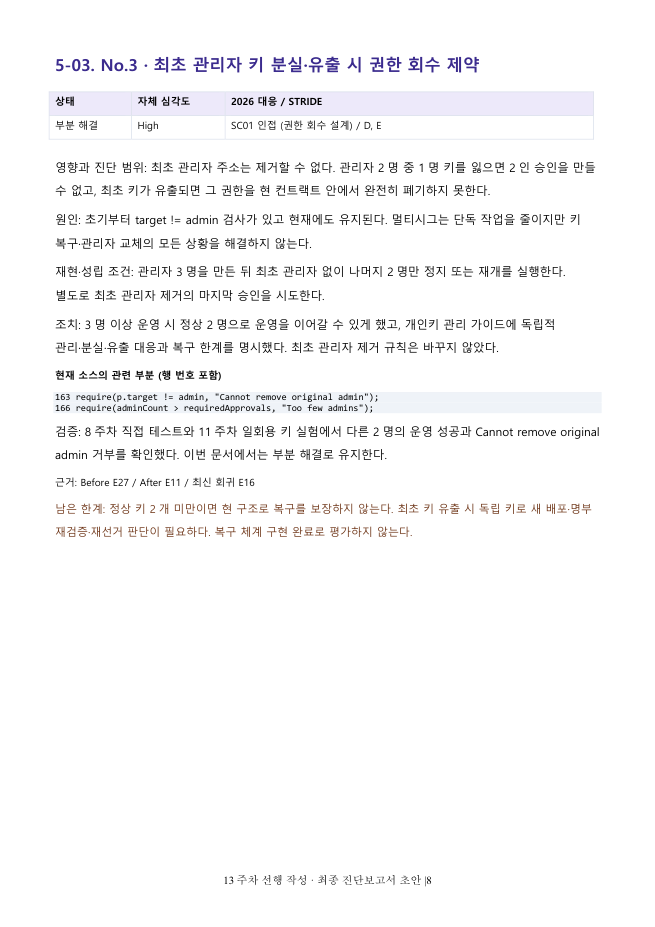 5-03. No.3 · 최초 관리자 키 분실·유출 시 권한 회수 제약
상태 자체 심각도 2026 대응 / STRIDE
부분 해결 High SC01 인접 (권한 회수 설계) / D, E
영향과 진단 범위: 최초 관리자 주소는 제거할 수 없다. 관리자 2 명 중 1 명 키를 잃으면 2 인 승인을 만들
수 없고, 최초 키가 유출되면 그 권한을 현 컨트랙트 안에서 완전히 폐기하지 못한다.
원인: 초기부터 target != admin 검사가 있고 현재에도 유지된다. 멀티시그는 단독 작업을 줄이지만 키
복구·관리자 교체의 모든 상황을 해결하지 않는다.
재현·성립 조건: 관리자 3 명을 만든 뒤 최초 관리자 없이 나머지 2 명만 정지 또는 재개를 실행한다.
별도로 최초 관리자 제거의 마지막 승인을 시도한다.
조치: 3 명 이상 운영 시 정상 2 명으로 운영을 이어갈 수 있게 했고, 개인키 관리 가이드에 독립적
관리·분실·유출 대응과 복구 한계를 명시했다. 최초 관리자 제거 규칙은 바꾸지 않았다.
현재 소스의 관련 부분 (행 번호 포함)
163 require(p.target != admin, "Cannot remove original admin");
166 require(adminCount > requiredApprovals, "Too few admins");
검증: 8 주차 직접 테스트와 11 주차 일회용 키 실험에서 다른 2 명의 운영 성공과 Cannot remove original
admin 거부를 확인했다. 이번 문서에서는 부분 해결로 유지한다.
근거: Before E27 / After E11 / 최신 회귀 E16
남은 한계: 정상 키 2 개 미만이면 현 구조로 복구를 보장하지 않는다. 최초 키 유출 시 독립 키로 새 배포·명부
재검증·재선거 판단이 필요하다. 복구 체계 구현 완료로 평가하지 않는다.
13 주차 선행 작성 · 최종 진단보고서 초안 |8